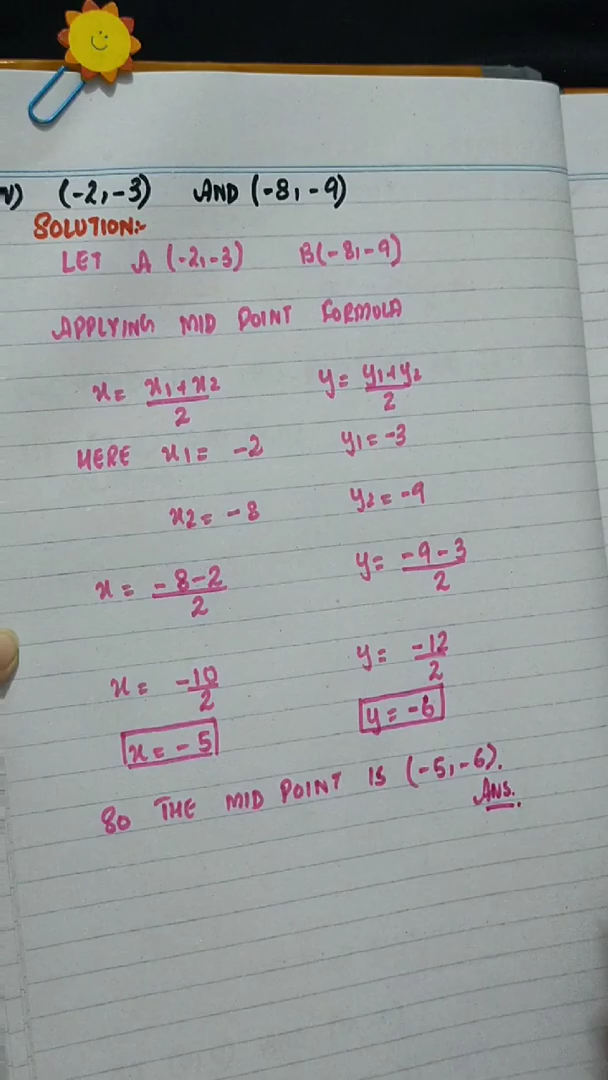 v) (-2,-3) AND (-8,-9)
SOLUTION:-
LET A (-2,-3) B(-8,-9)
APPLYING MID POINT FORMULA
x = x1+x2/2 y = y1+y2/2
HERE x1 = -2 y1 = -3
x2 = -8 y2 = -9
x = -8-2/2 y = -9-3/2
x = -10/2 y = -12/2
x = -5 y = -6
SO THE MID POINT IS (-5,-6).
ANS.